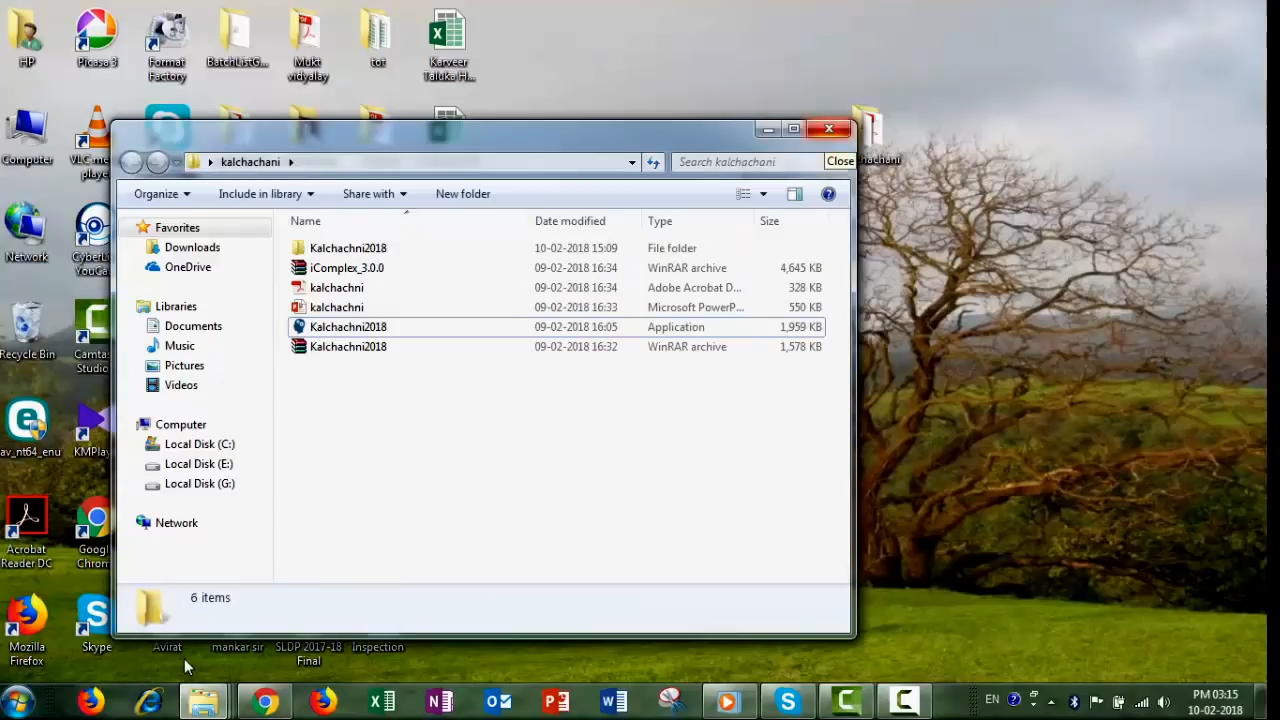 HP
Picasa 3
Format
Factory
BatchListG...
Mukt
vidyalay
tot
Karveer
Taluka H...
Computer
VLC me
player
kalchachani
Search kalchachani
Close
Organize
Include in library
Share with
New folder
Network
CyberLi
YouCa
Recycle Bin
Camtas
Studio
av_nt64_enu
KMPlay
Acrobat
Reader DC
Googl
Chrom
Mozilla
Firefox
Skype
Favorites
Downloads
OneDrive
Libraries
Documents
Music
Pictures
Videos
Computer
Local Disk (C:)
Local Disk (E:)
Local Disk (G:)
Network
Name Date modified Type Size
Kalchachni2018 10-02-2018 15:09 File folder
iComplex_3.0.0 09-02-2018 16:34 WinRAR archive 4,645 KB
kalchachni 09-02-2018 16:34 Adobe Acrobat D... 328 KB
kalchachni 09-02-2018 16:33 Microsoft PowerP... 550 KB
Kalchachni2018 09-02-2018 16:05 Application 1,959 KB
Kalchachni2018 09-02-2018 16:32 WinRAR archive 1,578 KB
6 items
Avirat
mankar sir
SLDP 2017-18
Final
Inspection
EN
PM 03:15
10-02-2018